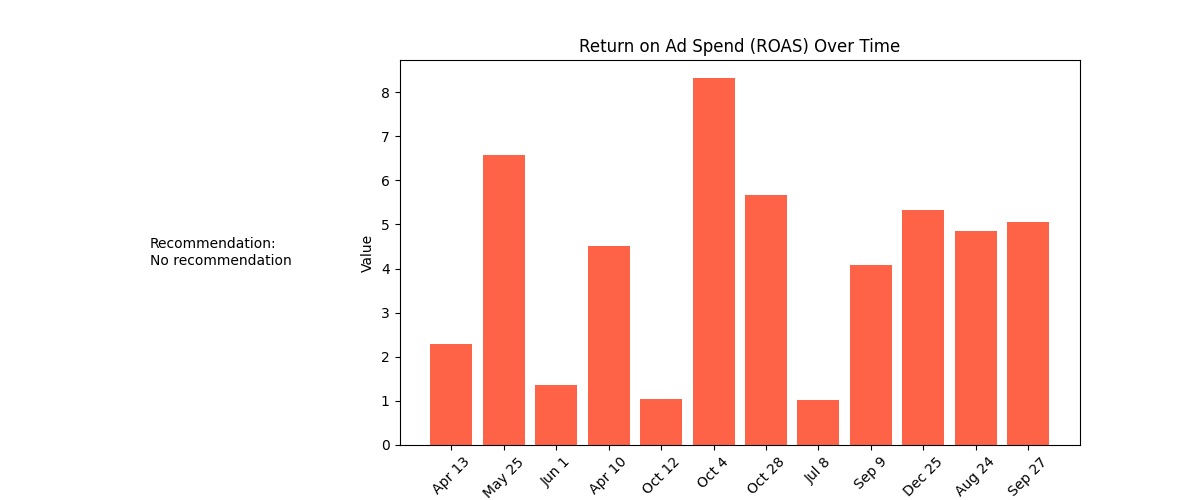 Return on Ad Spend (ROAS) Over Time
Recommendation:
No recommendation
Value
8
7
6
5
4
3
2
1
0
Apr 13
May 25
Jun 1
Apr 10
Oct 12
Oct 4
Oct 28
Jul 8
Sep 9
Dec 25
Aug 24
Sep 27